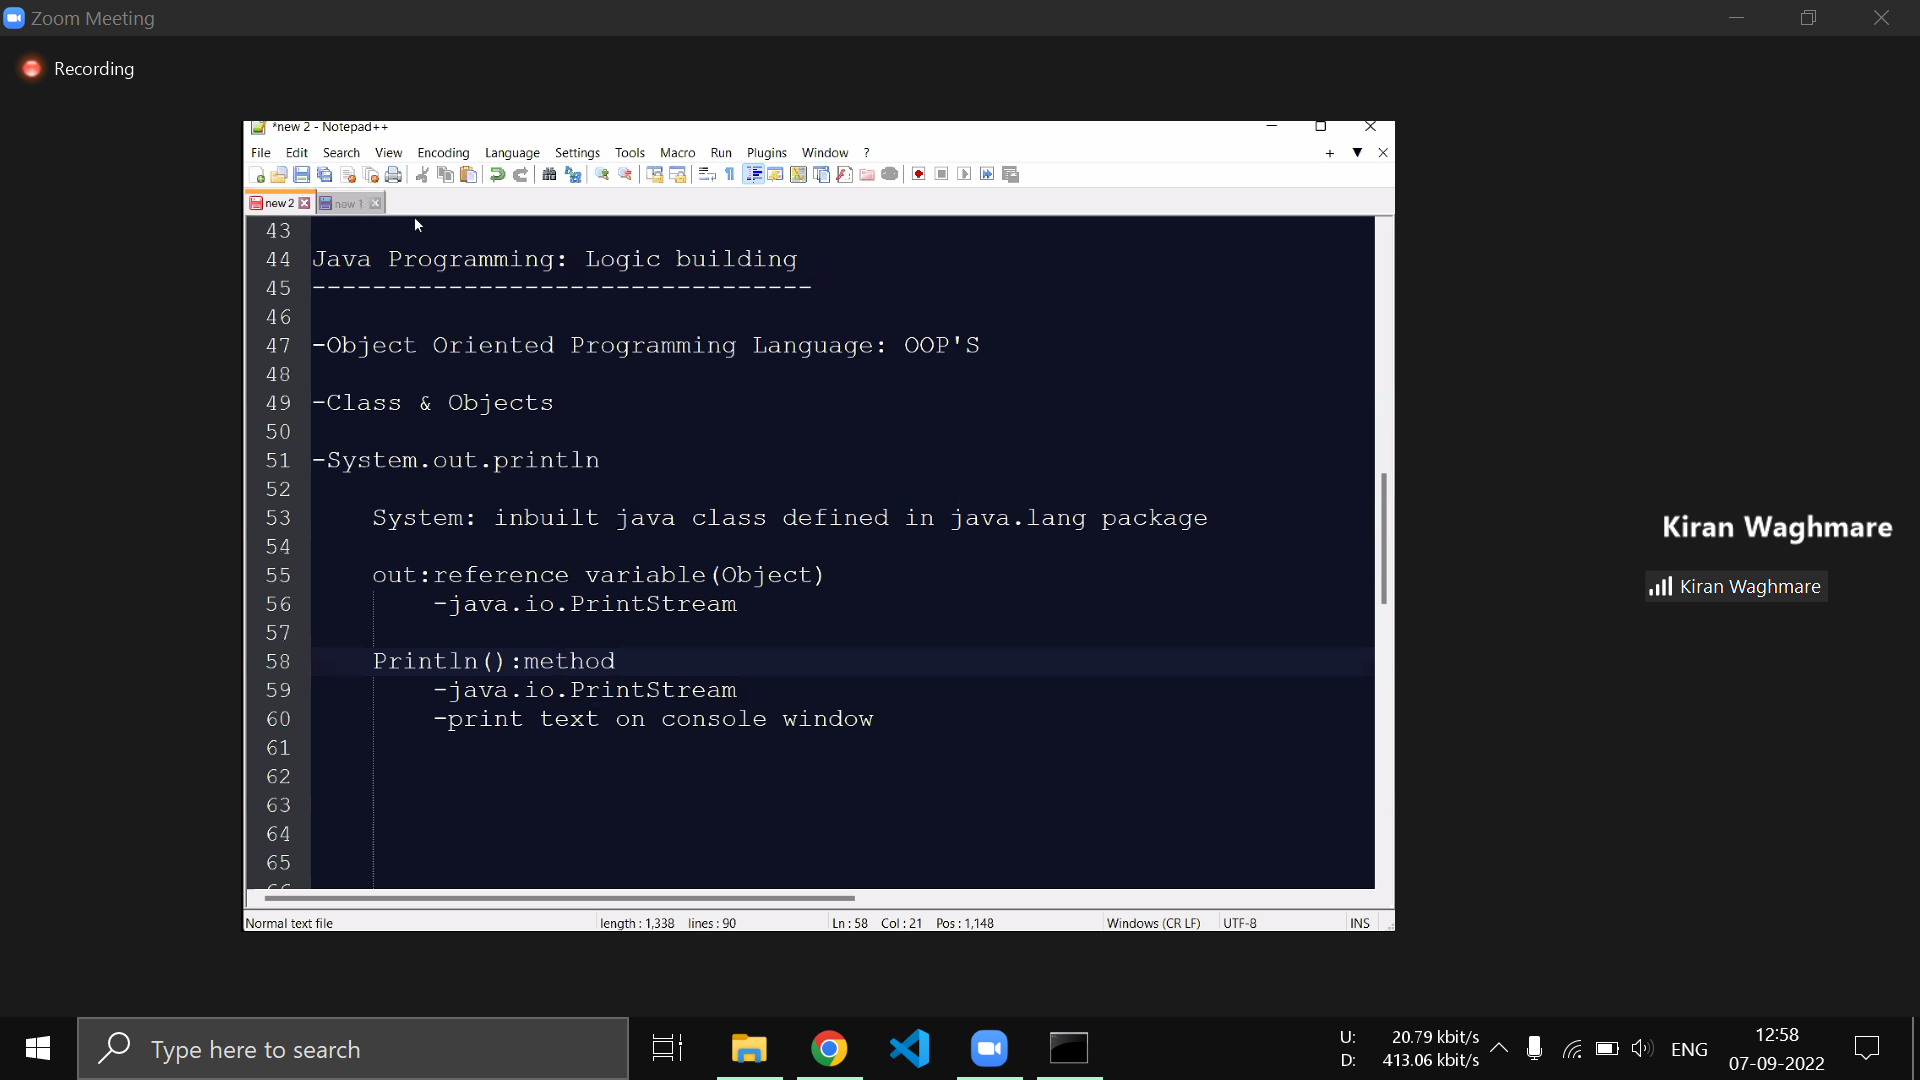 Zoom Meeting
Recording
*new 2 - Notepad++
File Edit Search View Encoding Language Settings Tools Macro Run Plugins Window ?
new 2 new 1
43
44 Java Programming: Logic building
45 ---------------------------------
46
47 -Object Oriented Programming Language: OOP'S
48
49 -Class & Objects
50
51 -System.out.println
52
53 System: inbuilt java class defined in java.lang package
54
55 out:reference variable(Object)
56 -java.io.PrintStream
57
58 Println():method
59 -java.io.PrintStream
60 -print text on console window
61
62
63
64
65
Normal text file length : 1,338 lines : 90 Ln : 58 Col : 21 Pos : 1,148 Windows (CR LF) UTF-8 INS
Kiran Waghmare
Kiran Waghmare
Type here to search
U: 20.79 kbit/s
D: 413.06 kbit/s
ENG
12:58
07-09-2022